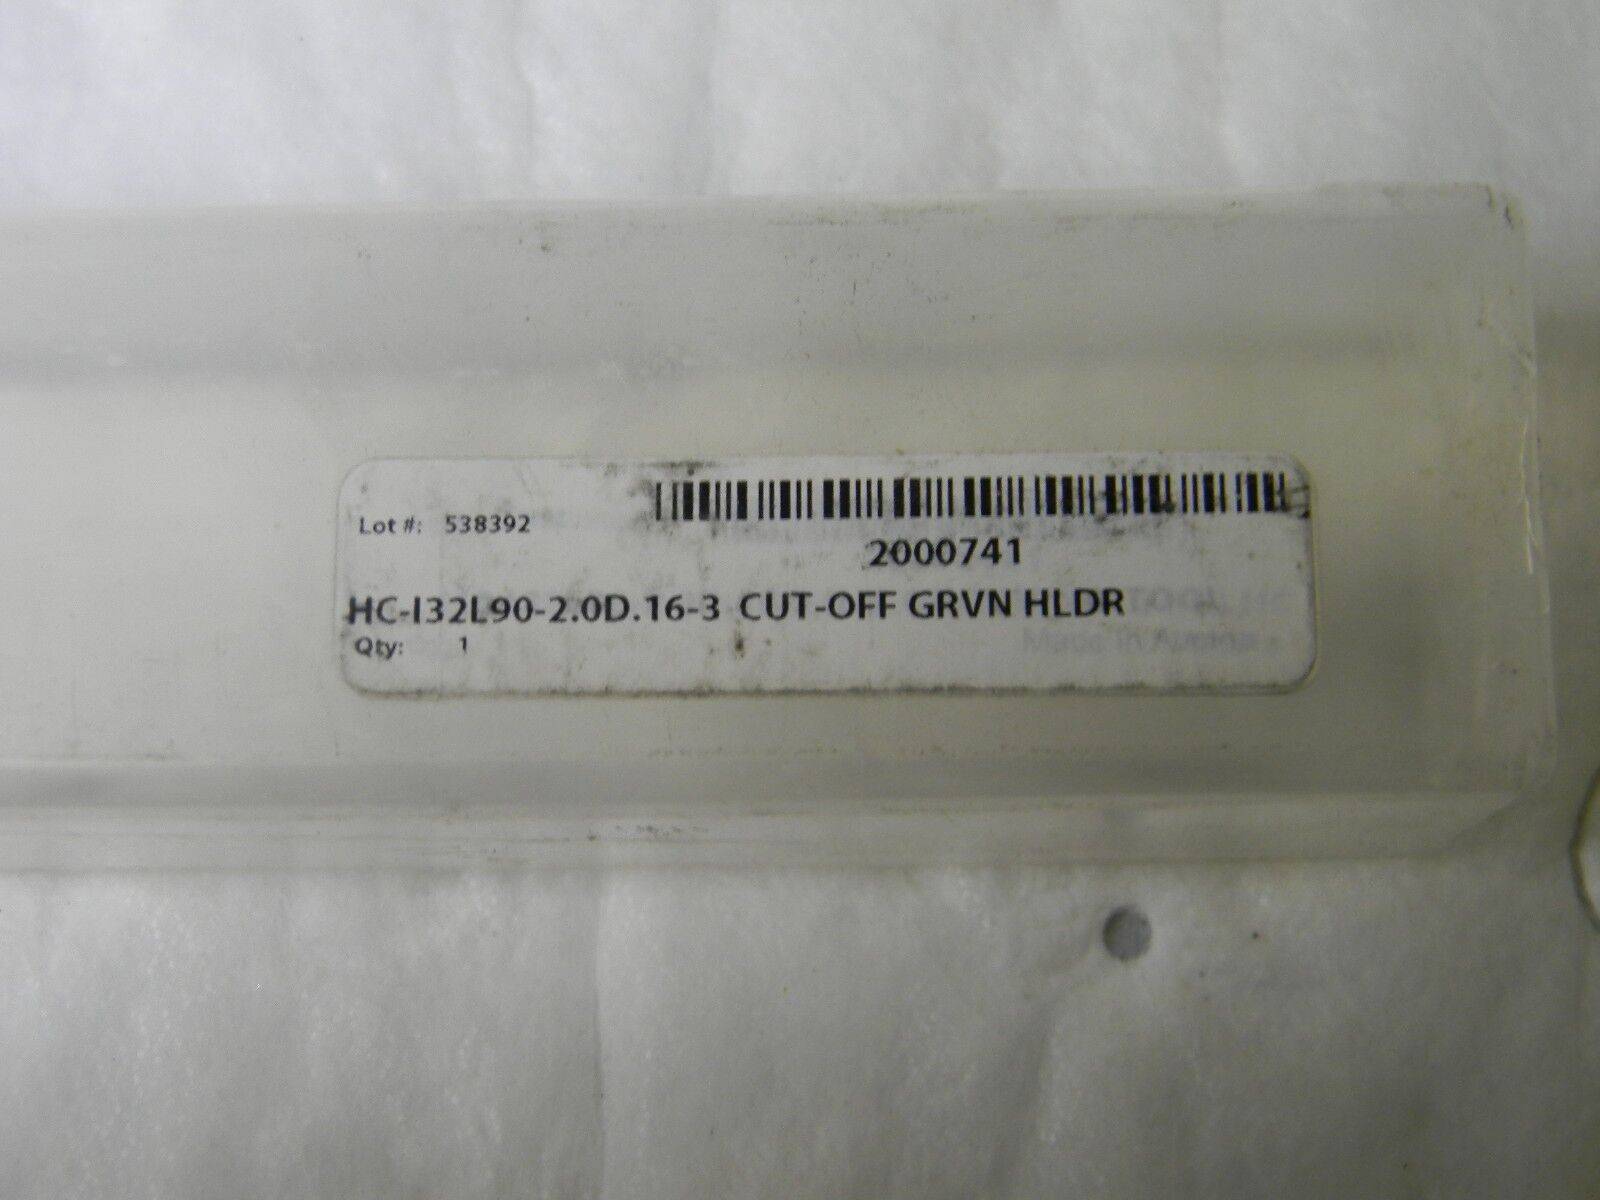 Lot #: 538392
2000741
HC-I32L90-2.0D.16-3 CUT-OFF GRVN HLDR
Qty: 1